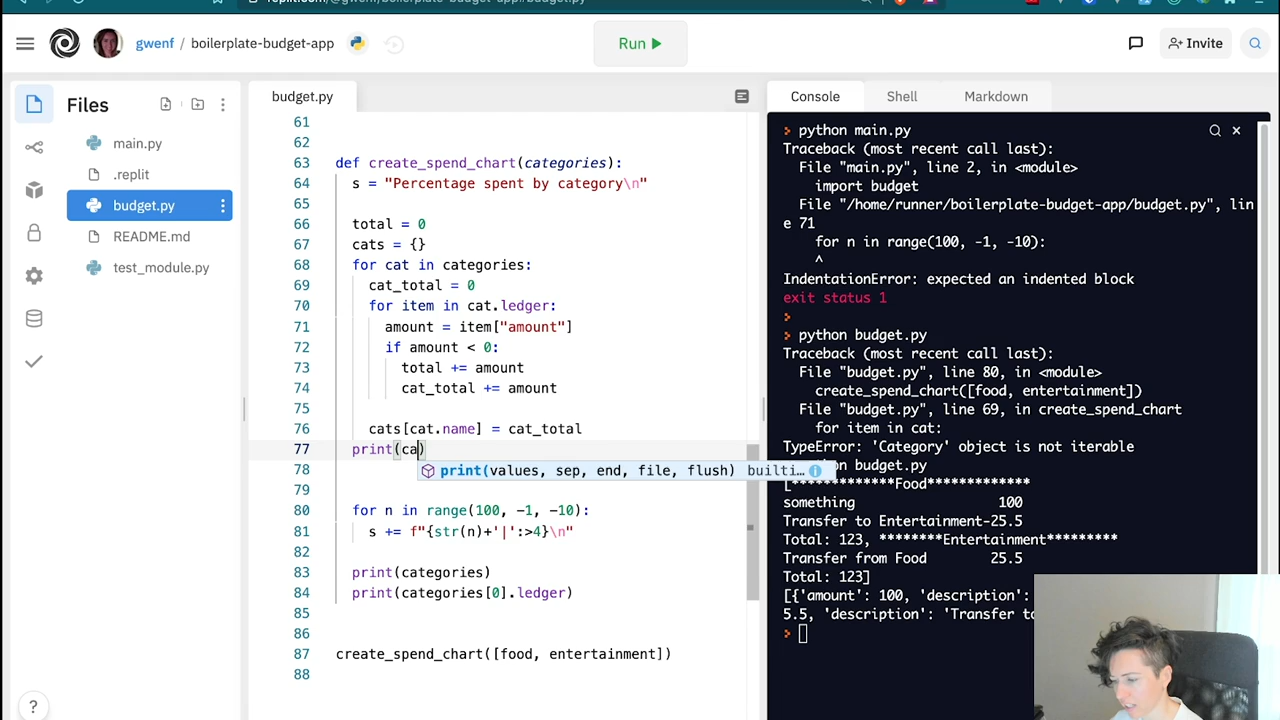 replit.com/@gwenf/boilerplate-budget-app#budget.py
gwenf / boilerplate-budget-app
Run
Invite
Files
main.py
.replit
budget.py
README.md
test_module.py
?
budget.py
61
62
63 def create_spend_chart(categories):
64 s = "Percentage spent by category\n"
65
66 total = 0
67 cats = {}
68 for cat in categories:
69 cat_total = 0
70 for item in cat.ledger:
71 amount = item["amount"]
72 if amount < 0:
73 total += amount
74 cat_total += amount
75
76 cats[cat.name] = cat_total
77 print(ca)
78 print(values, sep, end, file, flush) builti…
79
80 for n in range(100, -1, -10):
81 s += f"{str(n)+'|':>4}\n"
82
83 print(categories)
84 print(categories[0].ledger)
85
86
87 create_spend_chart([food, entertainment])
88
Console Shell Markdown
> python main.py
Traceback (most recent call last):
File "main.py", line 2, in <module>
import budget
File "/home/runner/boilerplate-budget-app/budget.py", lin
e 71
for n in range(100, -1, -10):
^
IndentationError: expected an indented block
exit status 1
>
> python budget.py
Traceback (most recent call last):
File "budget.py", line 80, in <module>
create_spend_chart([food, entertainment])
File "budget.py", line 69, in create_spend_chart
for item in cat:
TypeError: 'Category' object is not iterable
budget.py
[*************Food*************
something 100
Transfer to Entertainment-25.5
Total: 123, ********Entertainment*********
Transfer from Food 25.5
Total: 123]
[{'amount': 100, 'description':
5.5, 'description': 'Transfer
>